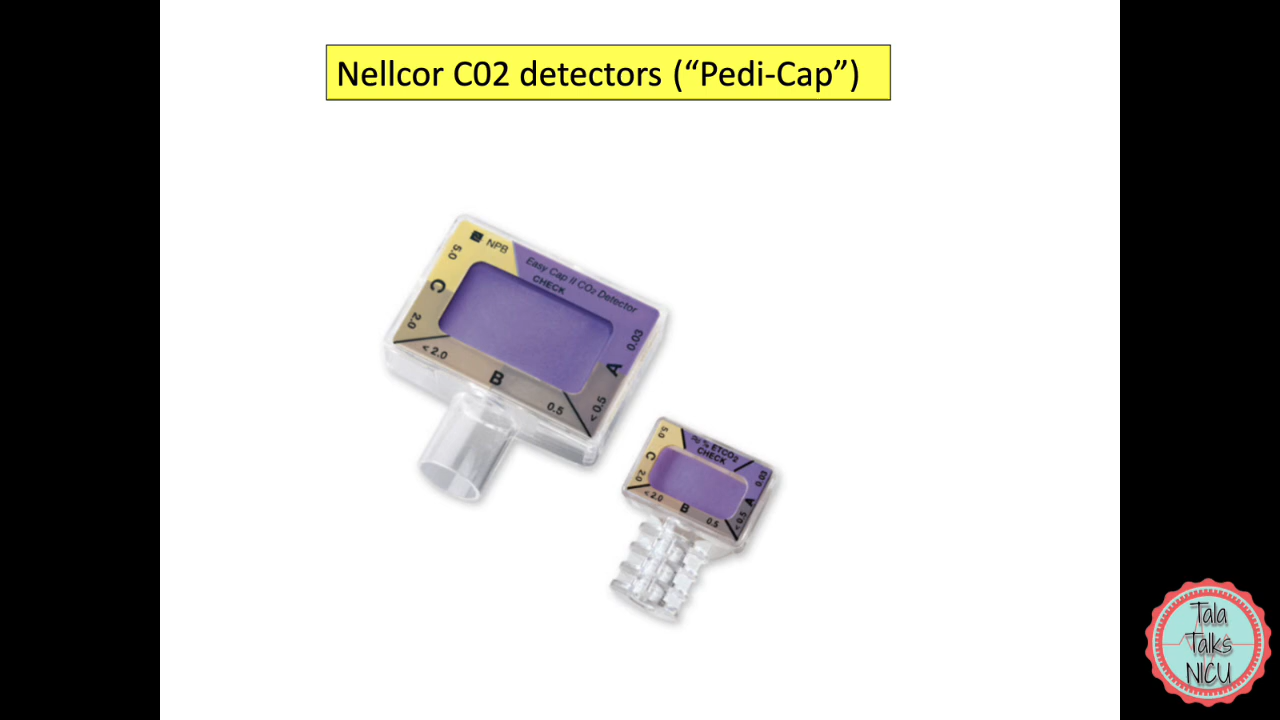 Nellcor C02 detectors (“Pedi-Cap”)
NPB
Easy Cap II CO₂ Detector
CHECK
5.0
C
2.0
< 2.0
B
0.5
< 0.5
A
0.03
ETCO₂
CHECK
5.0
C
2.0
< 2.0
B
0.5
< 0.5
A
0.03
Tala
Talks
NICU